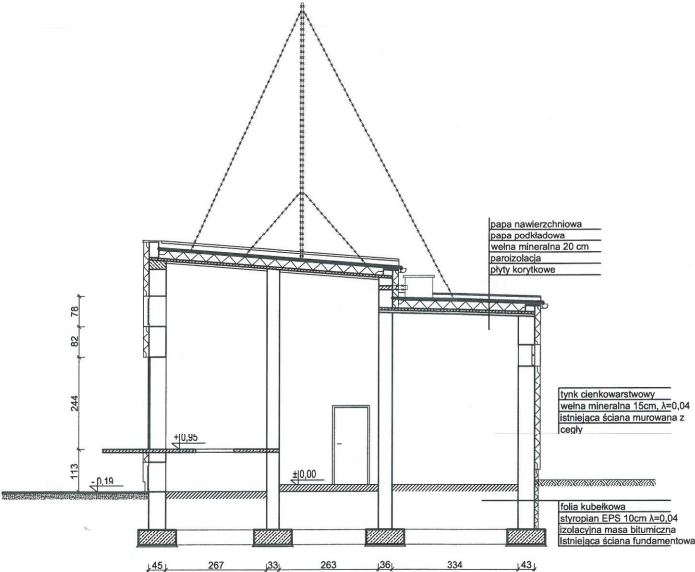 papa nawierzchniowa
papa podkładowa
wełna mineralna 20 cm
paroizolacja
płyty korytkowe
78
82
244
113
tynk cienkowarstwowy
wełna mineralna 15cm, λ=0,04
istniejąca ściana murowana z
cegły
±0,95
±0,00
-0,19
folia kubełkowa
styropian EPS 10cm λ=0,04
izolacyjna masa bitumiczna
Istniejąca ściana fundamentowa
45 267 33 263 36 334 43